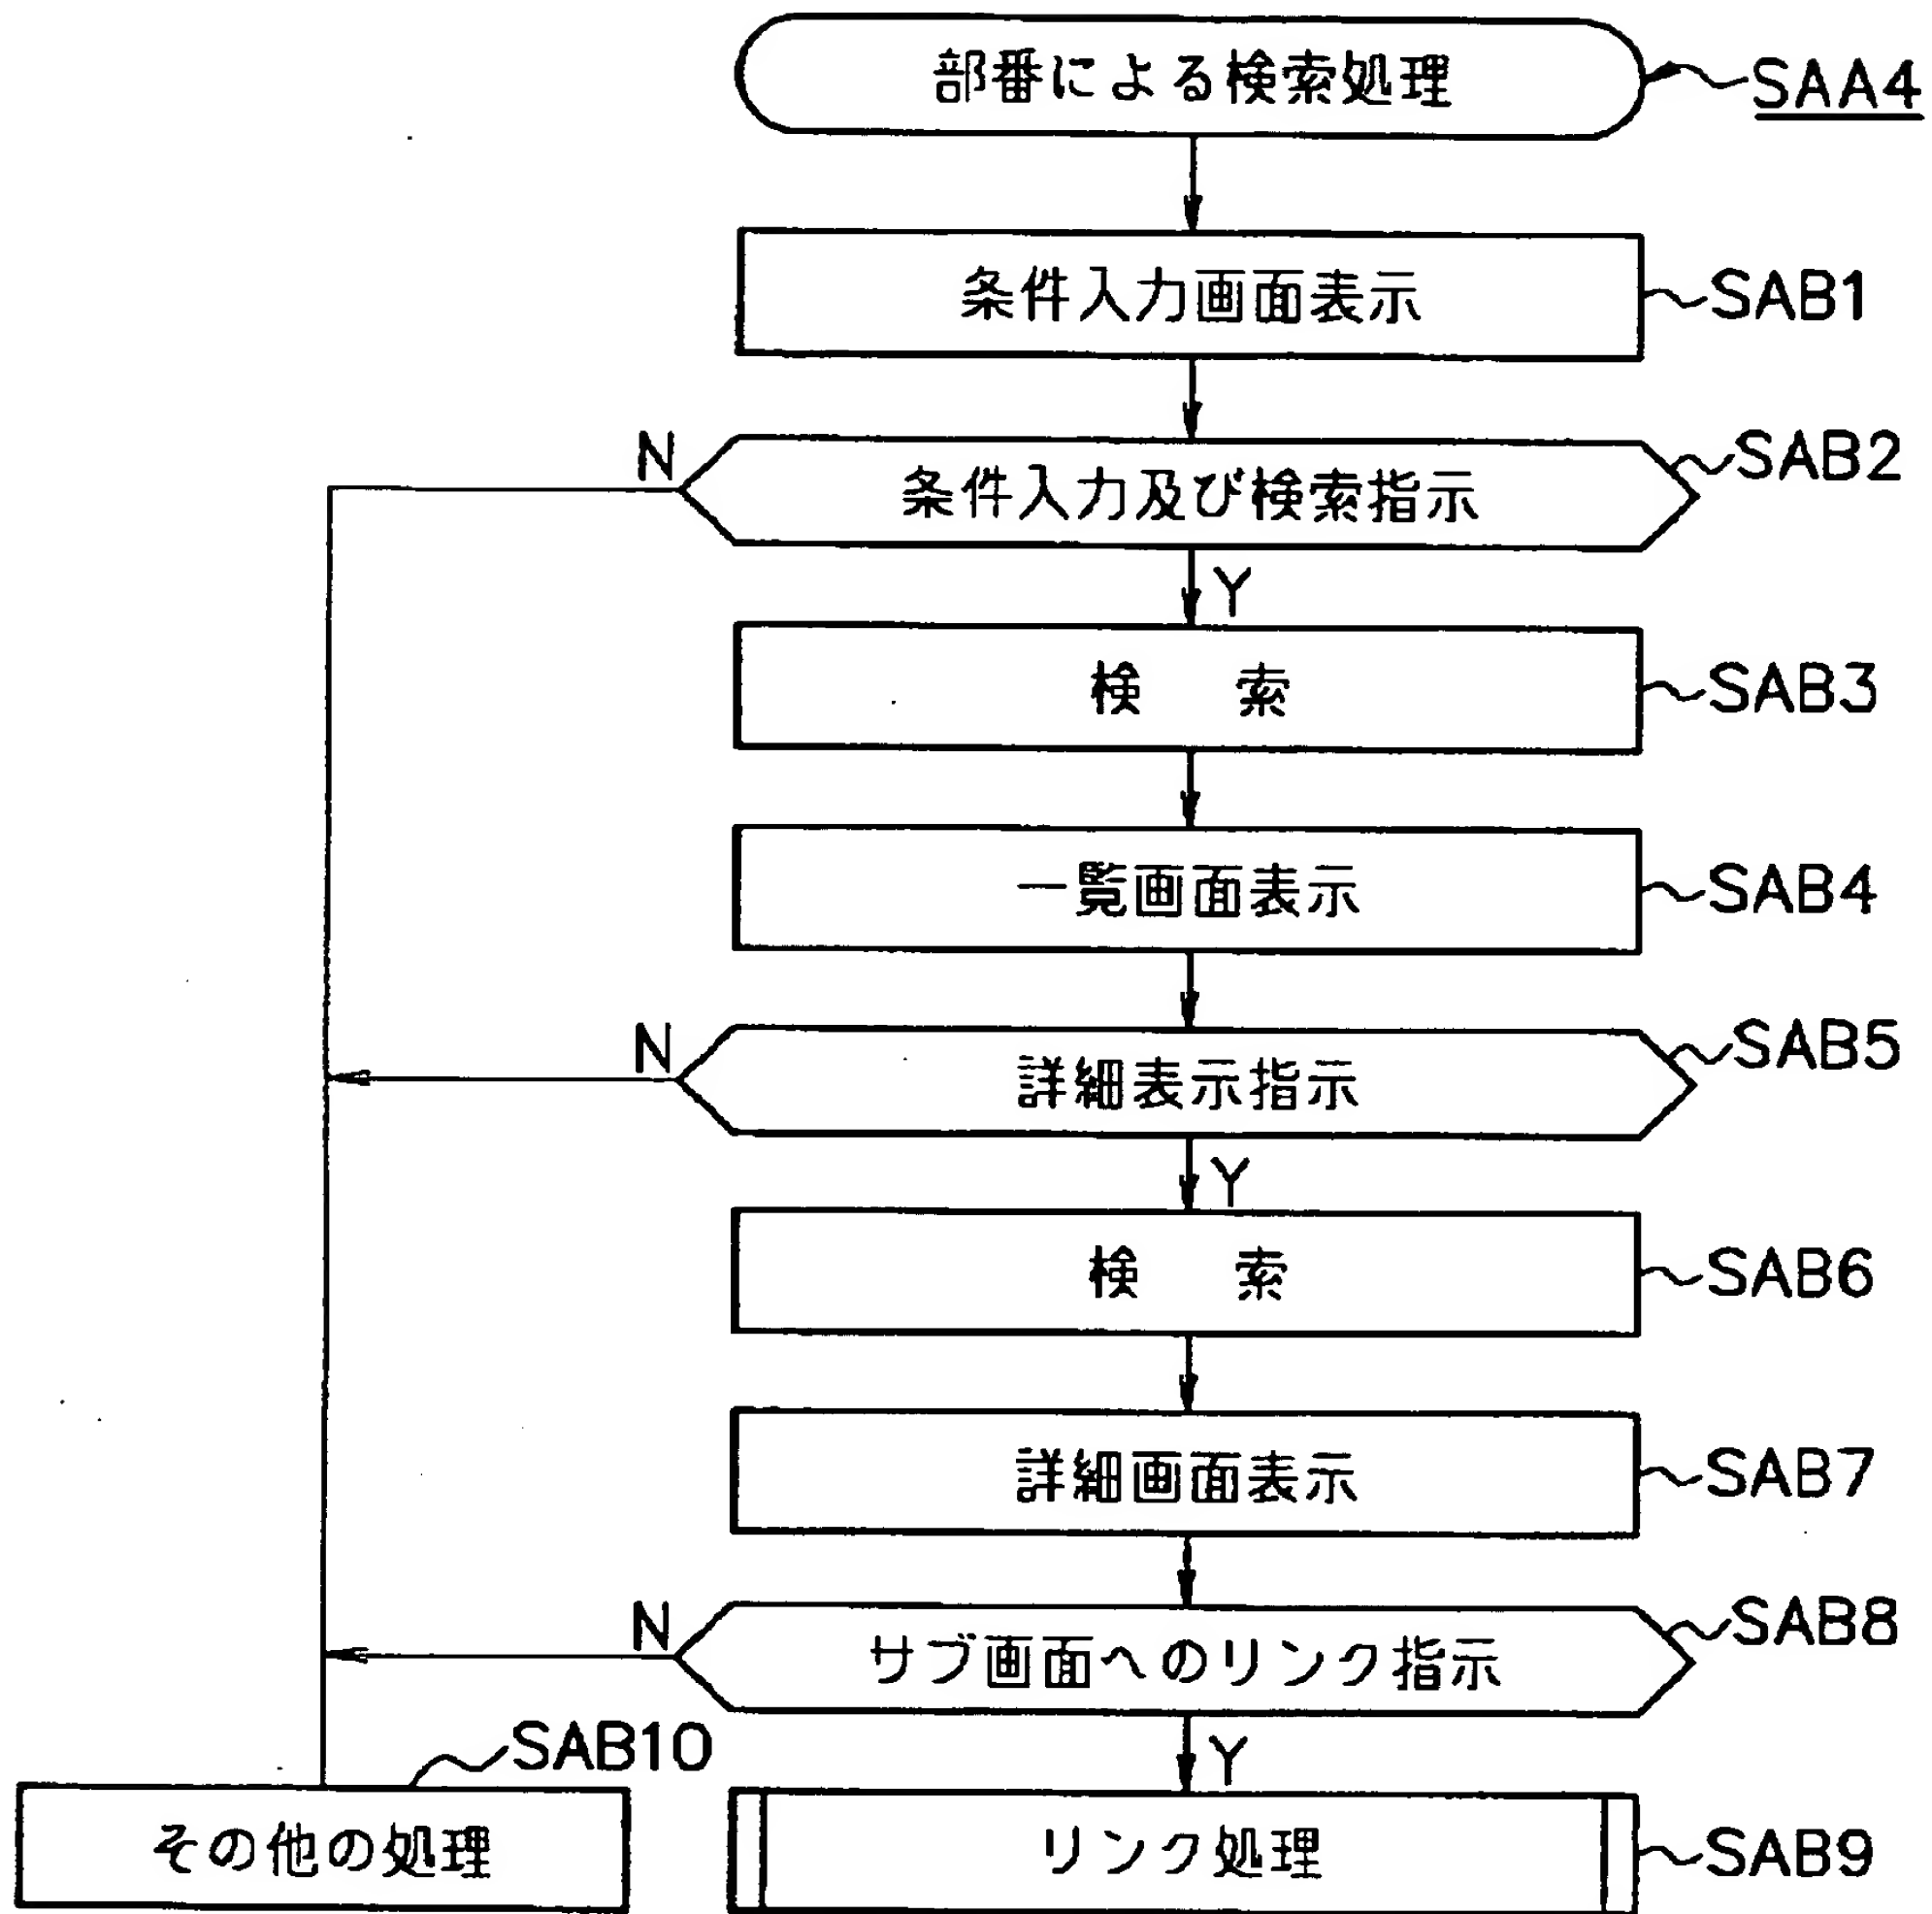 部番による検索処理
SAA4
条件入力画面表示
SAB1
N
条件入力及び検索指示
SAB2
Y
検 索
SAB3
一覧画面表示
SAB4
N
詳細表示指示
SAB5
Y
検 索
SAB6
詳細画面表示
SAB7
N
サブ画面へのリンク指示
SAB8
Y
SAB10
その他の処理
リンク処理
SAB9